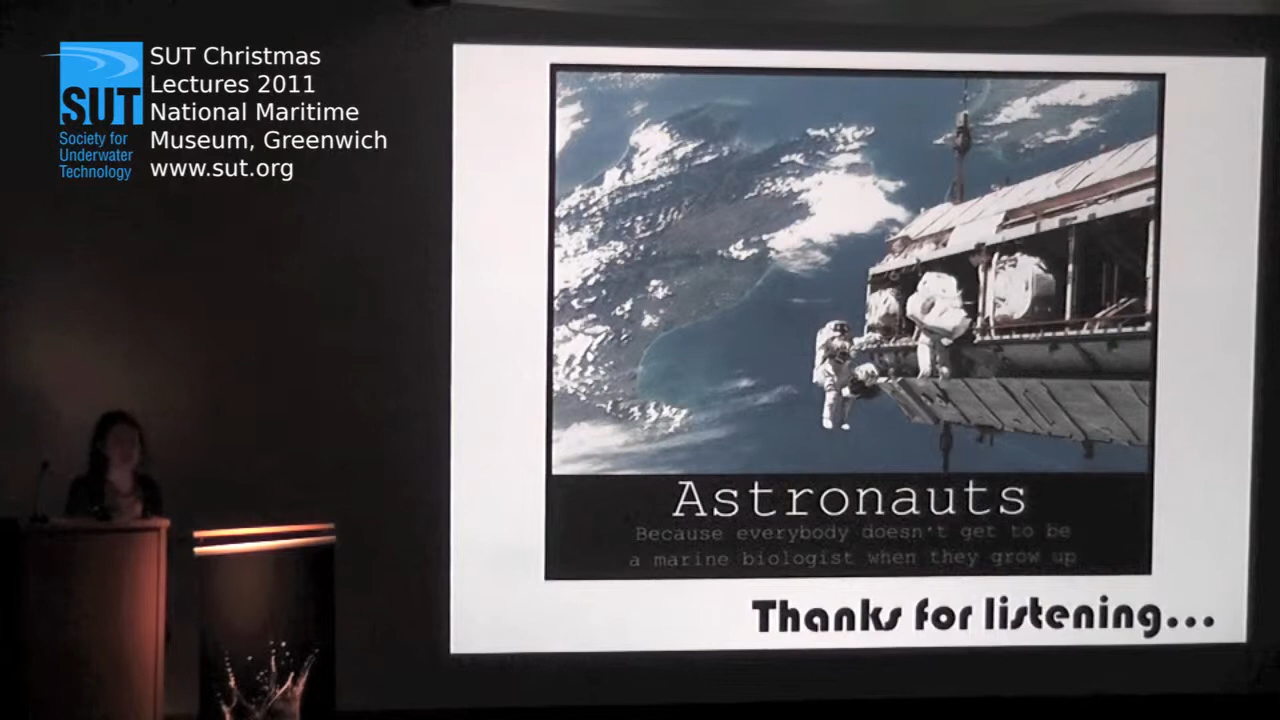 SUT Christmas
Lectures 2011
National Maritime
Museum, Greenwich
www.sut.org
SUT
Society for
Underwater
Technology
Astronauts
Because everybody doesn't get to be
a marine biologist when they grow up
Thanks for listening...